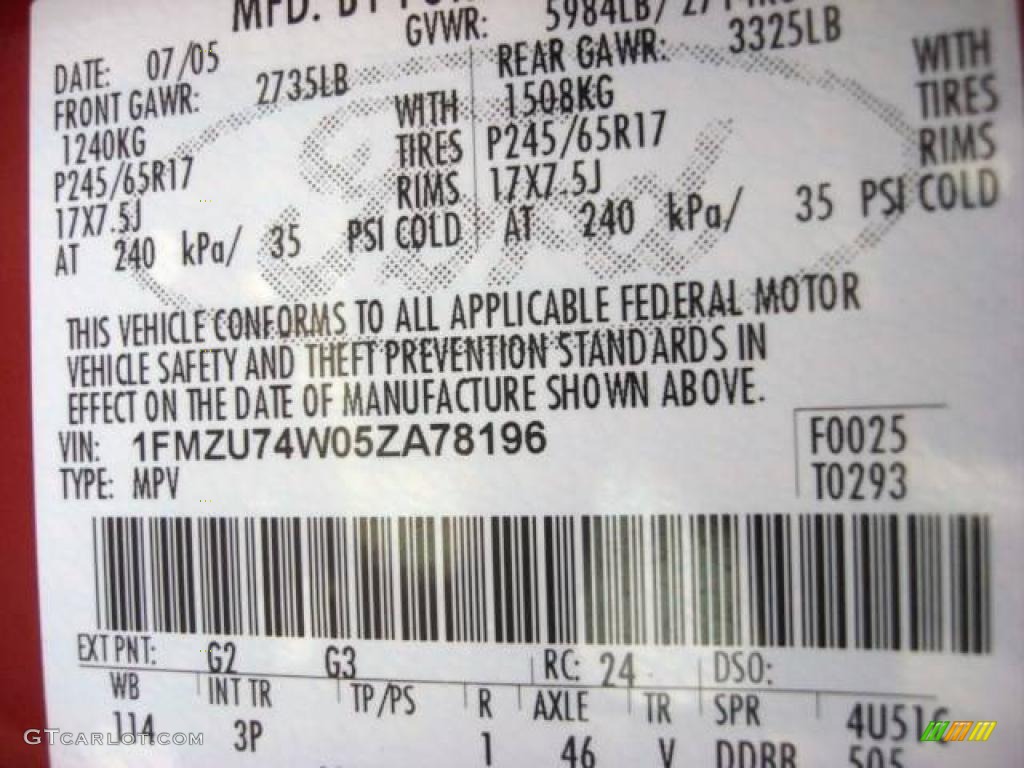 MFD. BY
GVWR: 5984LB/
DATE: 07/05
FRONT GAWR: 2735LB REAR GAWR: 3325LB
1240KG WITH 1508KG WITH
P245/65R17 TIRES P245/65R17 TIRES
17X7.5J RIMS 17X7.5J RIMS
AT 240 kPa/ 35 PSI COLD AT 240 kPa/ 35 PSI COLD
THIS VEHICLE CONFORMS TO ALL APPLICABLE FEDERAL MOTOR
VEHICLE SAFETY AND THEFT PREVENTION STANDARDS IN
EFFECT ON THE DATE OF MANUFACTURE SHOWN ABOVE.
VIN: 1FMZU74W05ZA78196 F0025
TYPE: MPV T0293
EXT PNT: G2 G3 RC: 24 DSO:
WB INT TR TP/PS R AXLE TR SPR 4U51C
114 3P 1 46 V DDRB 505
GTcarlot.com